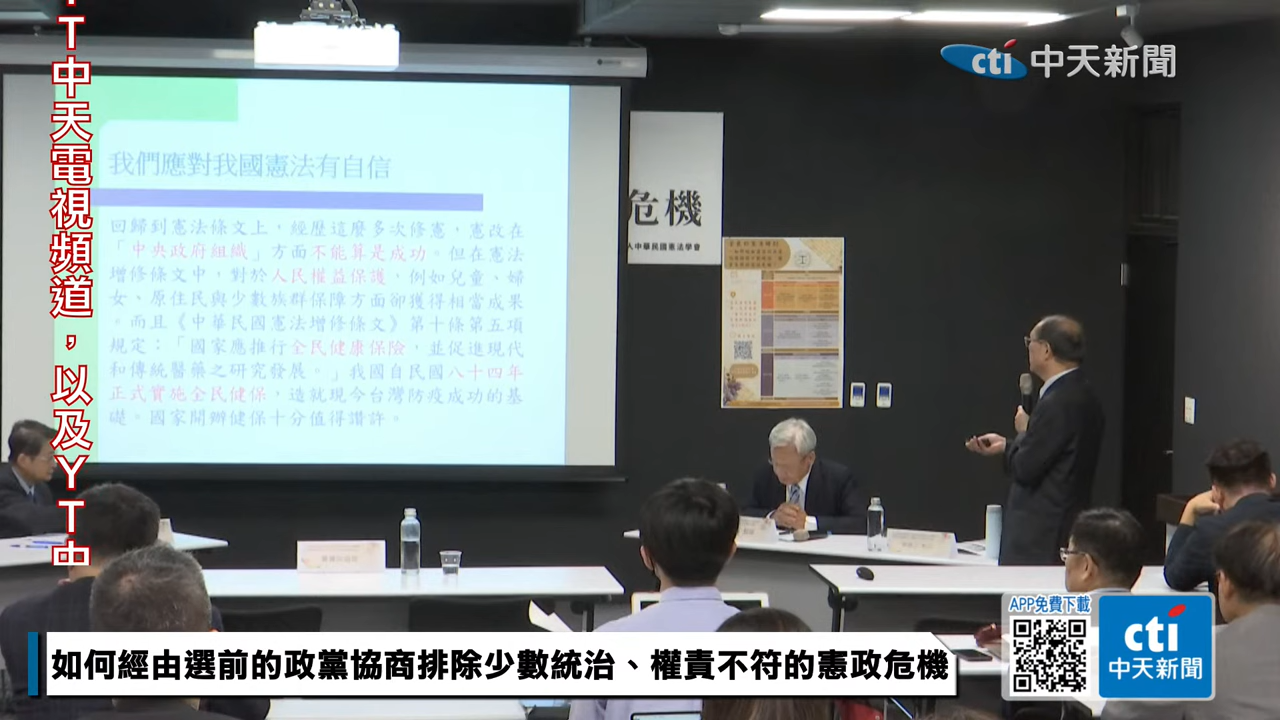 T中天電視頻道，以及YT中
cti 中天新聞
我們應對我國憲法有自信
回歸到憲法條文上，經歷這麼多次修憲，憲改在
「中央政府組織」方面不能算是成功。但在憲法
增修條文中，對於人民權益保護，例如兒童、婦
女、原住民與少數族群保障方面卻獲得相當成果
。而且《中華民國憲法增修條文》第十條第五項
規定：「國家應推行全民健康保險，並促進現代
和傳統醫藥之研究發展。」我國自民國八十四年
正式實施全民健保，造就現今台灣防疫成功的基
礎。國家開辦健保十分值得讚許。
危機
人中華民國憲法學會
APP免費下載
cti
中天新聞
如何經由選前的政黨協商排除少數統治、權責不符的憲政危機